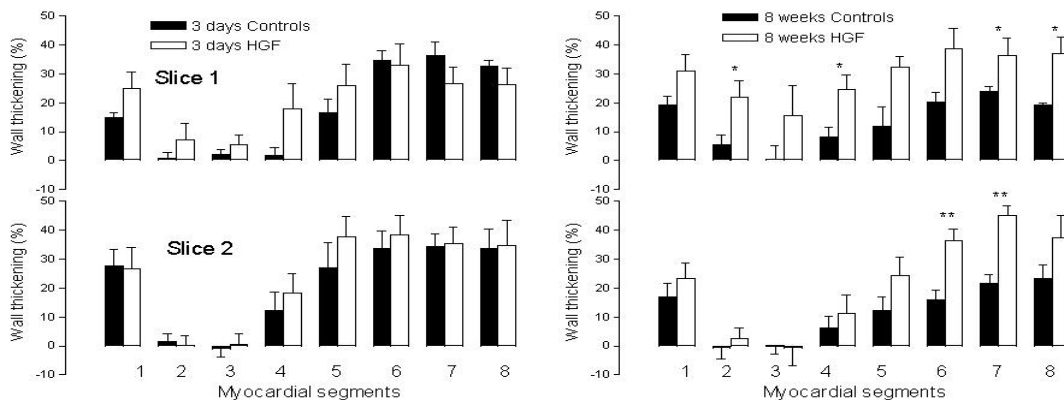 3 days Controls
3 days HGF
Slice 1
Wall thickening (%)
50
40
30
20
10
0
-10
Slice 2
Wall thickening (%)
50
40
30
20
10
0
-10
1 2 3 4 5 6 7 8
Myocardial segments
8 weeks Controls
8 weeks HGF
Wall thickening (%)
50
40
30
20
10
0
-10
* * * *
Wall thickening (%)
50
40
30
20
10
0
-10
** **
1 2 3 4 5 6 7 8
Myocardial segments